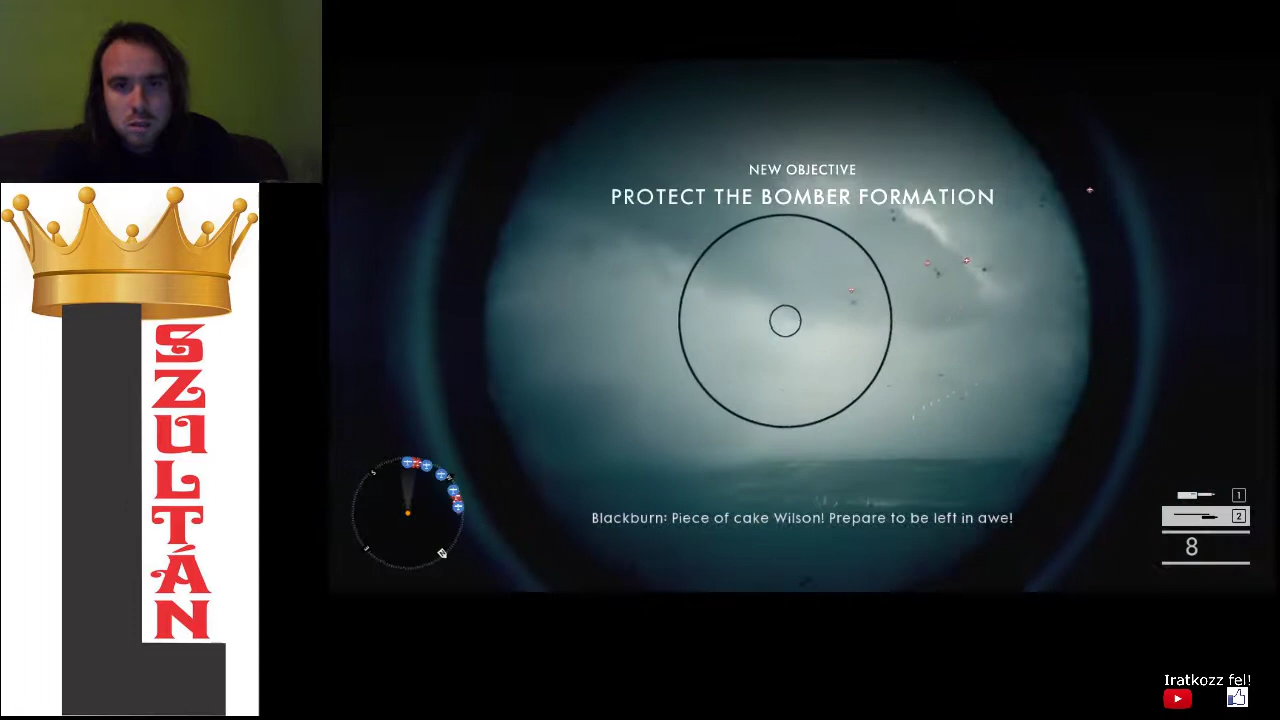 SZULTÁN
NEW OBJECTIVE
PROTECT THE BOMBER FORMATION
Blackburn: Piece of cake Wilson! Prepare to be left in awe!
1
2
8
Iratkozz fel!